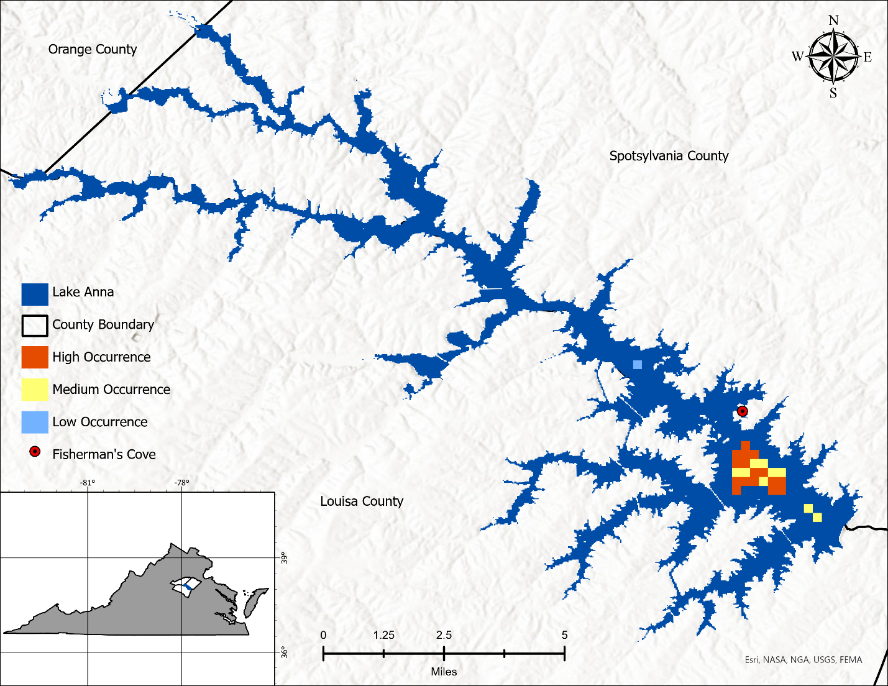 N
W E
S
Orange County
Spotsylvania County
Lake Anna
County Boundary
High Occurrence
Medium Occurrence
Low Occurrence
Fisherman's Cove
Louisa County
-81° -78°
39°
36°
0 1.25 2.5 5
Miles
Esri, NASA, NGA, USGS, FEMA